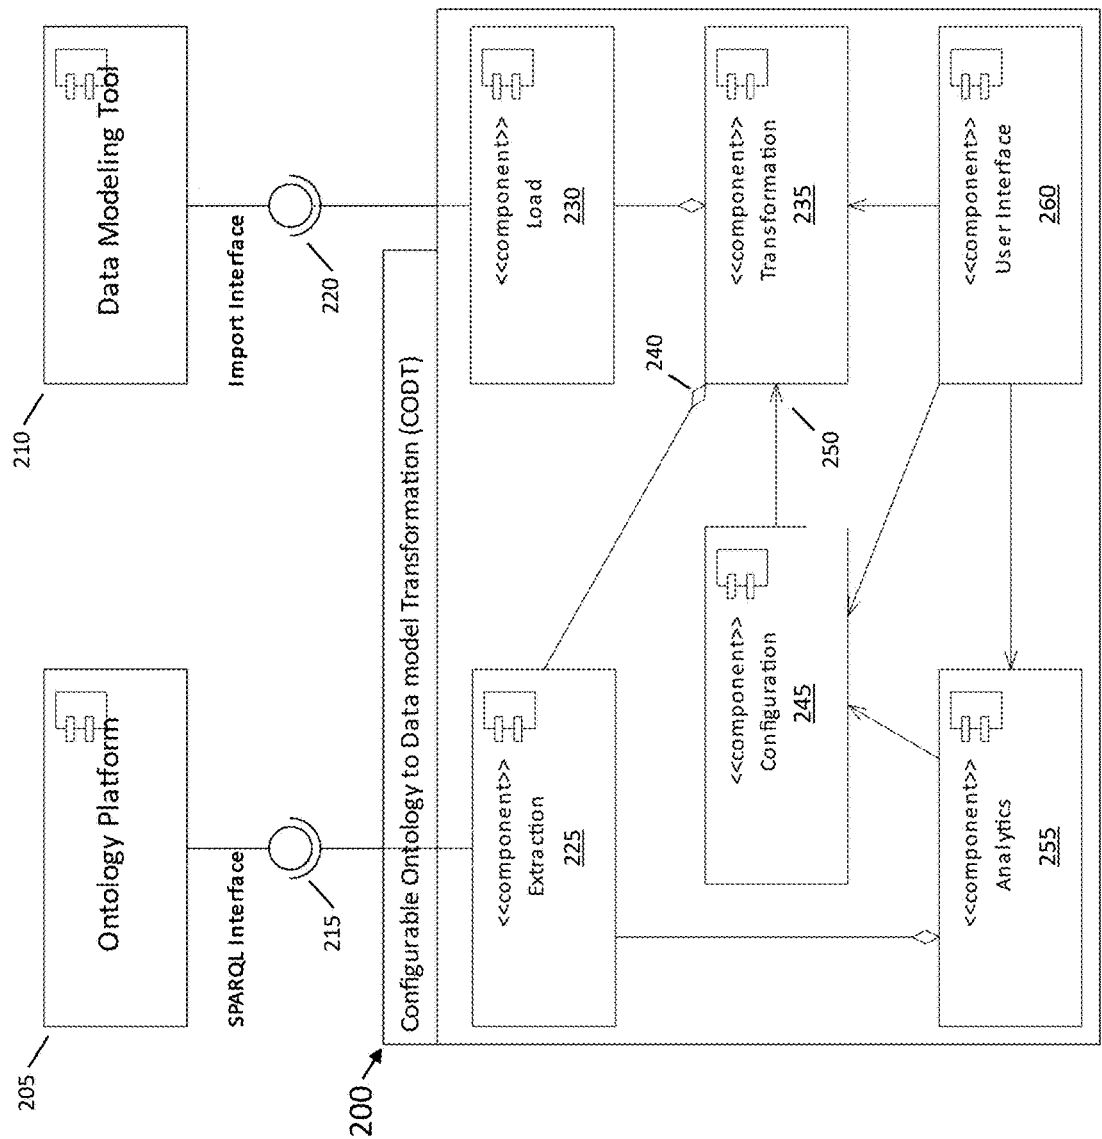 205
Ontology Platform
210
Data Modeling Tool
SPARQL Interface
215
Import Interface
220
200
Configurable Ontology to Data model Transformation (CODT)
<<component>>
Extraction
225
<<component>>
Load
230
240
<<component>>
Configuration
245
250
<<component>>
Transformation
235
<<component>>
Analytics
255
<<component>>
User Interface
260